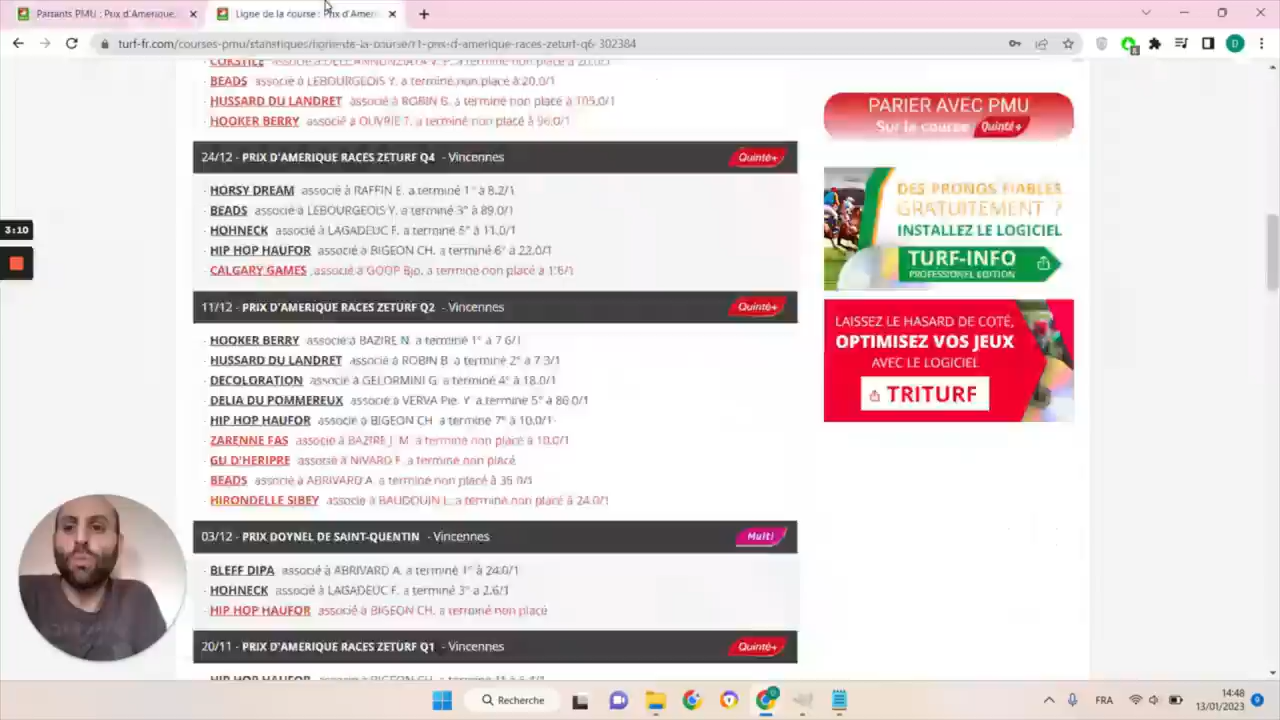 Partants PMU : Prix d'Amerique
Ligne de la course : Prix d'Amer
turf-fr.com/courses-pmu/statistiques/ligne-de-la-course/r1-prix-d-amerique-races-zeturf-q6-302384
BEADS associé à LEBOURGEOIS Y. a terminé non placé à 20.0/1
HUSSARD DU LANDRET associé à ROBIN B. a terminé non placé à 105.0/1
HOOKER BERRY associé à OUVRIE T. a terminé non placé à 96.0/1
24/12 - PRIX D'AMERIQUE RACES ZETURF Q4 - Vincennes
Quinté+
- HORSY DREAM associé à RAFFIN E. a terminé 1° à 8.2/1
- BEADS associé à LEBOURGEOIS Y. a terminé 3° à 89.0/1
- HOHNECK associé à LAGADEUC F. a terminé 5° à 11.0/1
- HIP HOP HAUFOR associé à BIGEON CH. a terminé 6° à 22.0/1
- CALGARY GAMES associé à GOOP Bjo. a terminé non placé à 1.6/1
11/12 - PRIX D'AMERIQUE RACES ZETURF Q2 - Vincennes
Quinté+
- HOOKER BERRY associé à BAZIRE N. a terminé 1° à 7.6/1
- HUSSARD DU LANDRET associé à ROBIN B. a terminé 2° à 7.3/1
- DECOLORATION associé à GELORMINI G. a terminé 4° à 18.0/1
- DELIA DU POMMEREUX associé à VERVA Pie. Y. a terminé 5° à 86.0/1
- HIP HOP HAUFOR associé à BIGEON CH. a terminé 7° à 10.0/1
- ZARENNE FAS associé à BAZIRE J. M. a terminé non placé à 10.0/1
- GU D'HERIPRE associé à NIVARD F. a terminé non placé
- BEADS associé à ABRIVARD A. a terminé non placé à 35.0/1
- HIRONDELLE SIBEY associé à BAUDOUIN L. a terminé non placé à 24.0/1
03/12 - PRIX DOYNEL DE SAINT-QUENTIN - Vincennes
Multi
- BLEFF DIPA associé à ABRIVARD A. a terminé 1° à 24.0/1
- HOHNECK associé à LAGADEUC F. a terminé 3° à 2.6/1
- HIP HOP HAUFOR associé à BIGEON CH. a terminé non placé
20/11 - PRIX D'AMERIQUE RACES ZETURF Q1 - Vincennes
Quinté+
PARIER AVEC PMU
Sur la course Quinté+
DES PRONOS FIABLES
GRATUITEMENT ?
INSTALLEZ LE LOGICIEL
TURF-INFO
PROFESSIONEL EDITION
LAISSEZ LE HASARD DE COTÉ,
OPTIMISEZ VOS JEUX
AVEC LE LOGICIEL
TRITURF
3:10
D
Recherche
FRA
14:48
13/01/2023